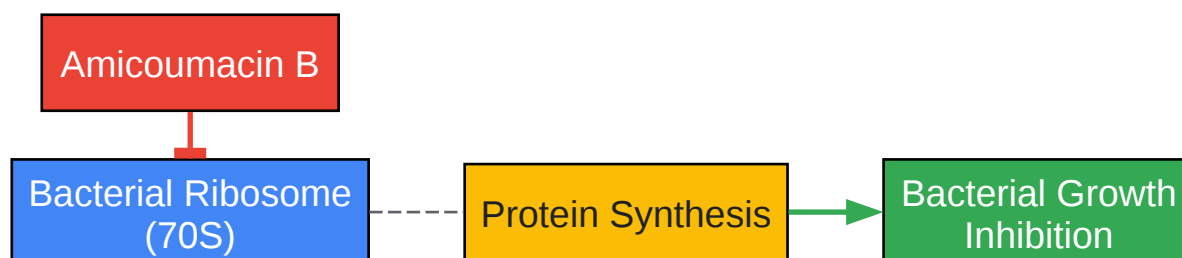 Amicoumacin B
Bacterial Ribosome
(70S)
Protein Synthesis
Bacterial Growth
Inhibition